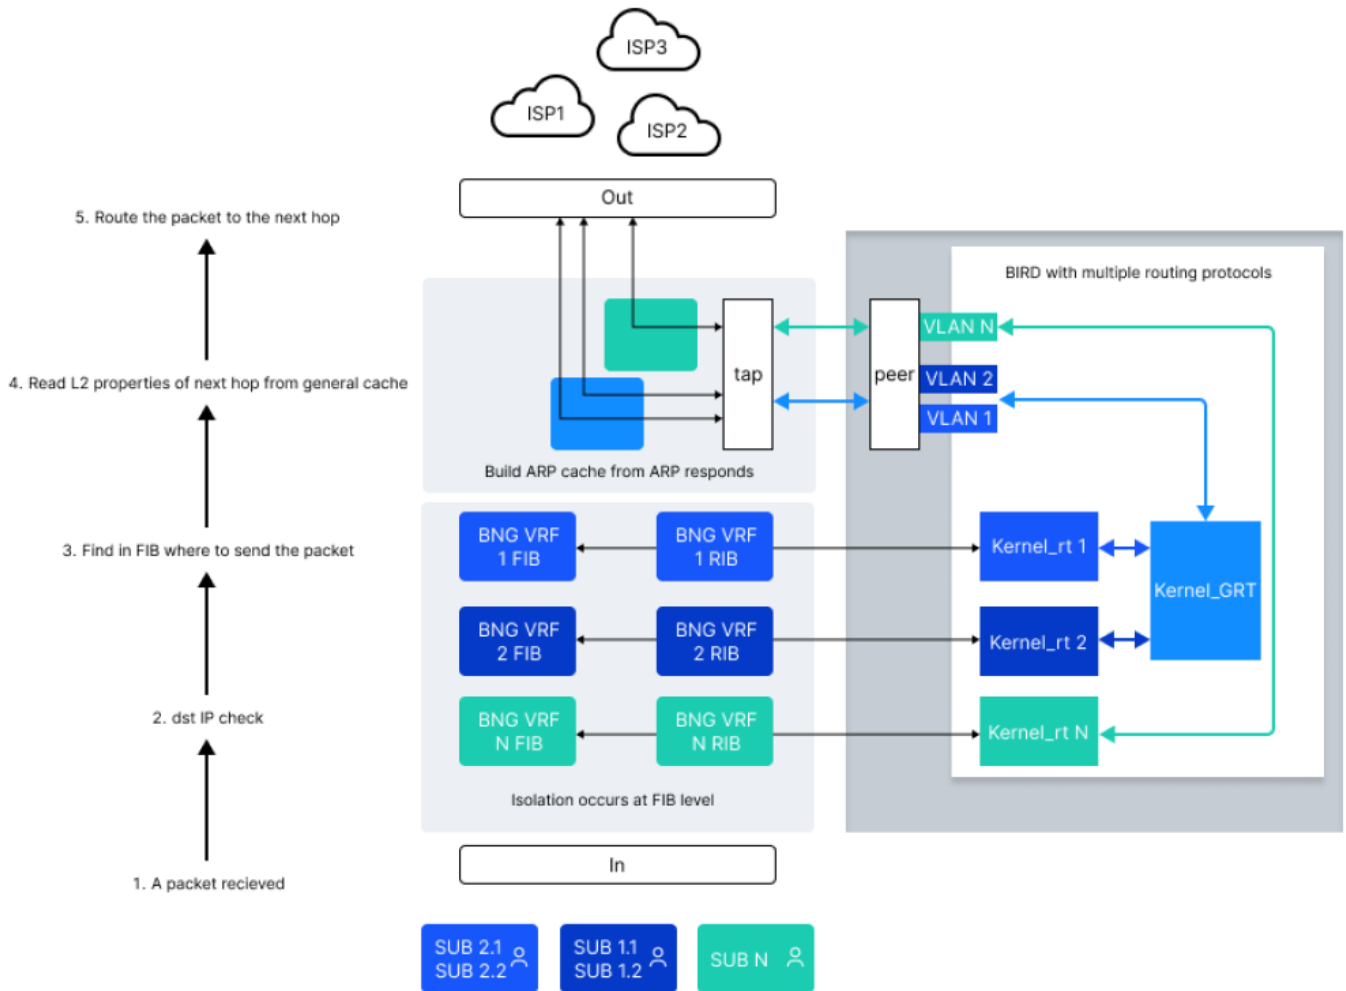 ISP3
ISP1
ISP2
Out
5. Route the packet to the next hop
BIRD with multiple routing protocols
VLAN N
4. Read L2 properties of next hop from general cache
tap
peer
VLAN 2
VLAN 1
Build ARP cache from ARP responds
3. Find in FIB where to send the packet
BNG VRF
1 FIB
BNG VRF
1 RIB
Kernel_rt 1
Kernel_GRT
BNG VRF
2 FIB
BNG VRF
2 RIB
Kernel_rt 2
2. dst IP check
BNG VRF
N FIB
BNG VRF
N RIB
Kernel_rt N
Isolation occurs at FIB level
In
1. A packet recieved
SUB 2.1
SUB 2.2
SUB 1.1
SUB 1.2
SUB N